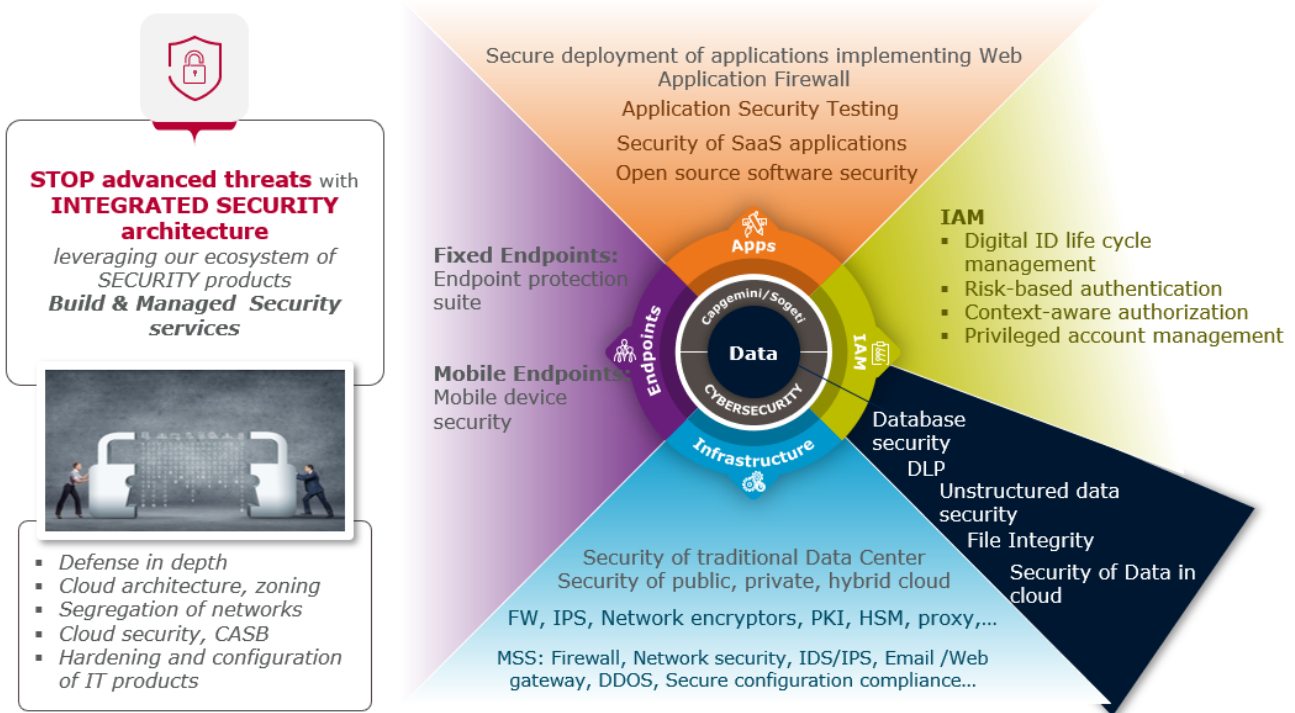 STOP advanced threats with
INTEGRATED SECURITY
architecture
leveraging our ecosystem of
SECURITY products
Build & Managed Security
services
▪ Defense in depth
▪ Cloud architecture, zoning
▪ Segregation of networks
▪ Cloud security, CASB
▪ Hardening and configuration
of IT products
Secure deployment of applications implementing Web
Application Firewall
Application Security Testing
Security of SaaS applications
Open source software security
Fixed Endpoints:
Endpoint protection
suite
Mobile Endpoints:
Mobile device
security
Apps
Endpoints
Capgemini/Sogeti
Data
CYBERSECURITY
IAM
Infrastructure
IAM
▪ Digital ID life cycle
management
▪ Risk-based authentication
▪ Context-aware authorization
▪ Privileged account management
Database
security
DLP
Unstructured data
security
File Integrity
Security of Data in
cloud
Security of traditional Data Center
Security of public, private, hybrid cloud
FW, IPS, Network encryptors, PKI, HSM, proxy,...
MSS: Firewall, Network security, IDS/IPS, Email /Web
gateway, DDOS, Secure configuration compliance...